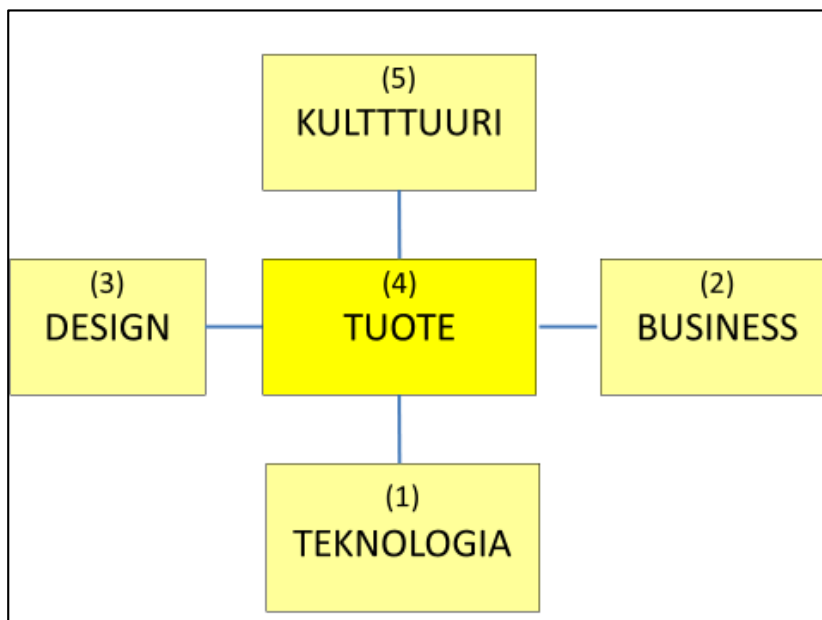 (5)
KULTTTUURI
(3)
DESIGN
(4)
TUOTE
(2)
BUSINESS
(1)
TEKNOLOGIA